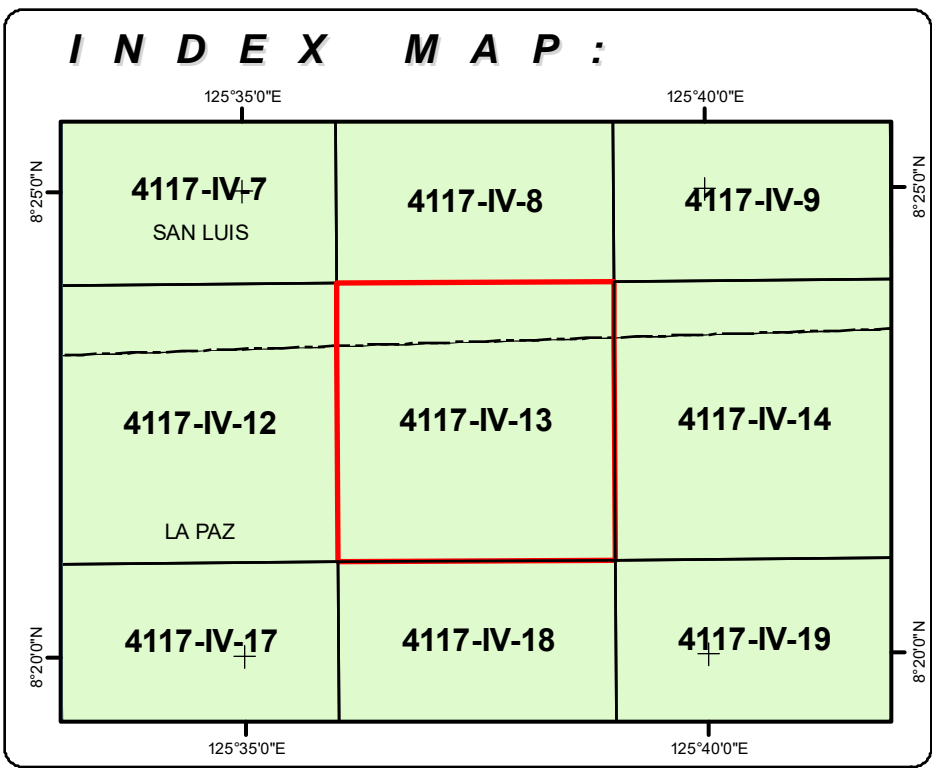 INDEX MAP:
125°35'0"E 125°40'0"E
8°25'0"N 8°25'0"N
4117-IV-7 4117-IV-8 4117-IV-9
SAN LUIS
4117-IV-12 4117-IV-13 4117-IV-14
LA PAZ
4117-IV-17 4117-IV-18 4117-IV-19
8°20'0"N 8°20'0"N
125°35'0"E 125°40'0"E